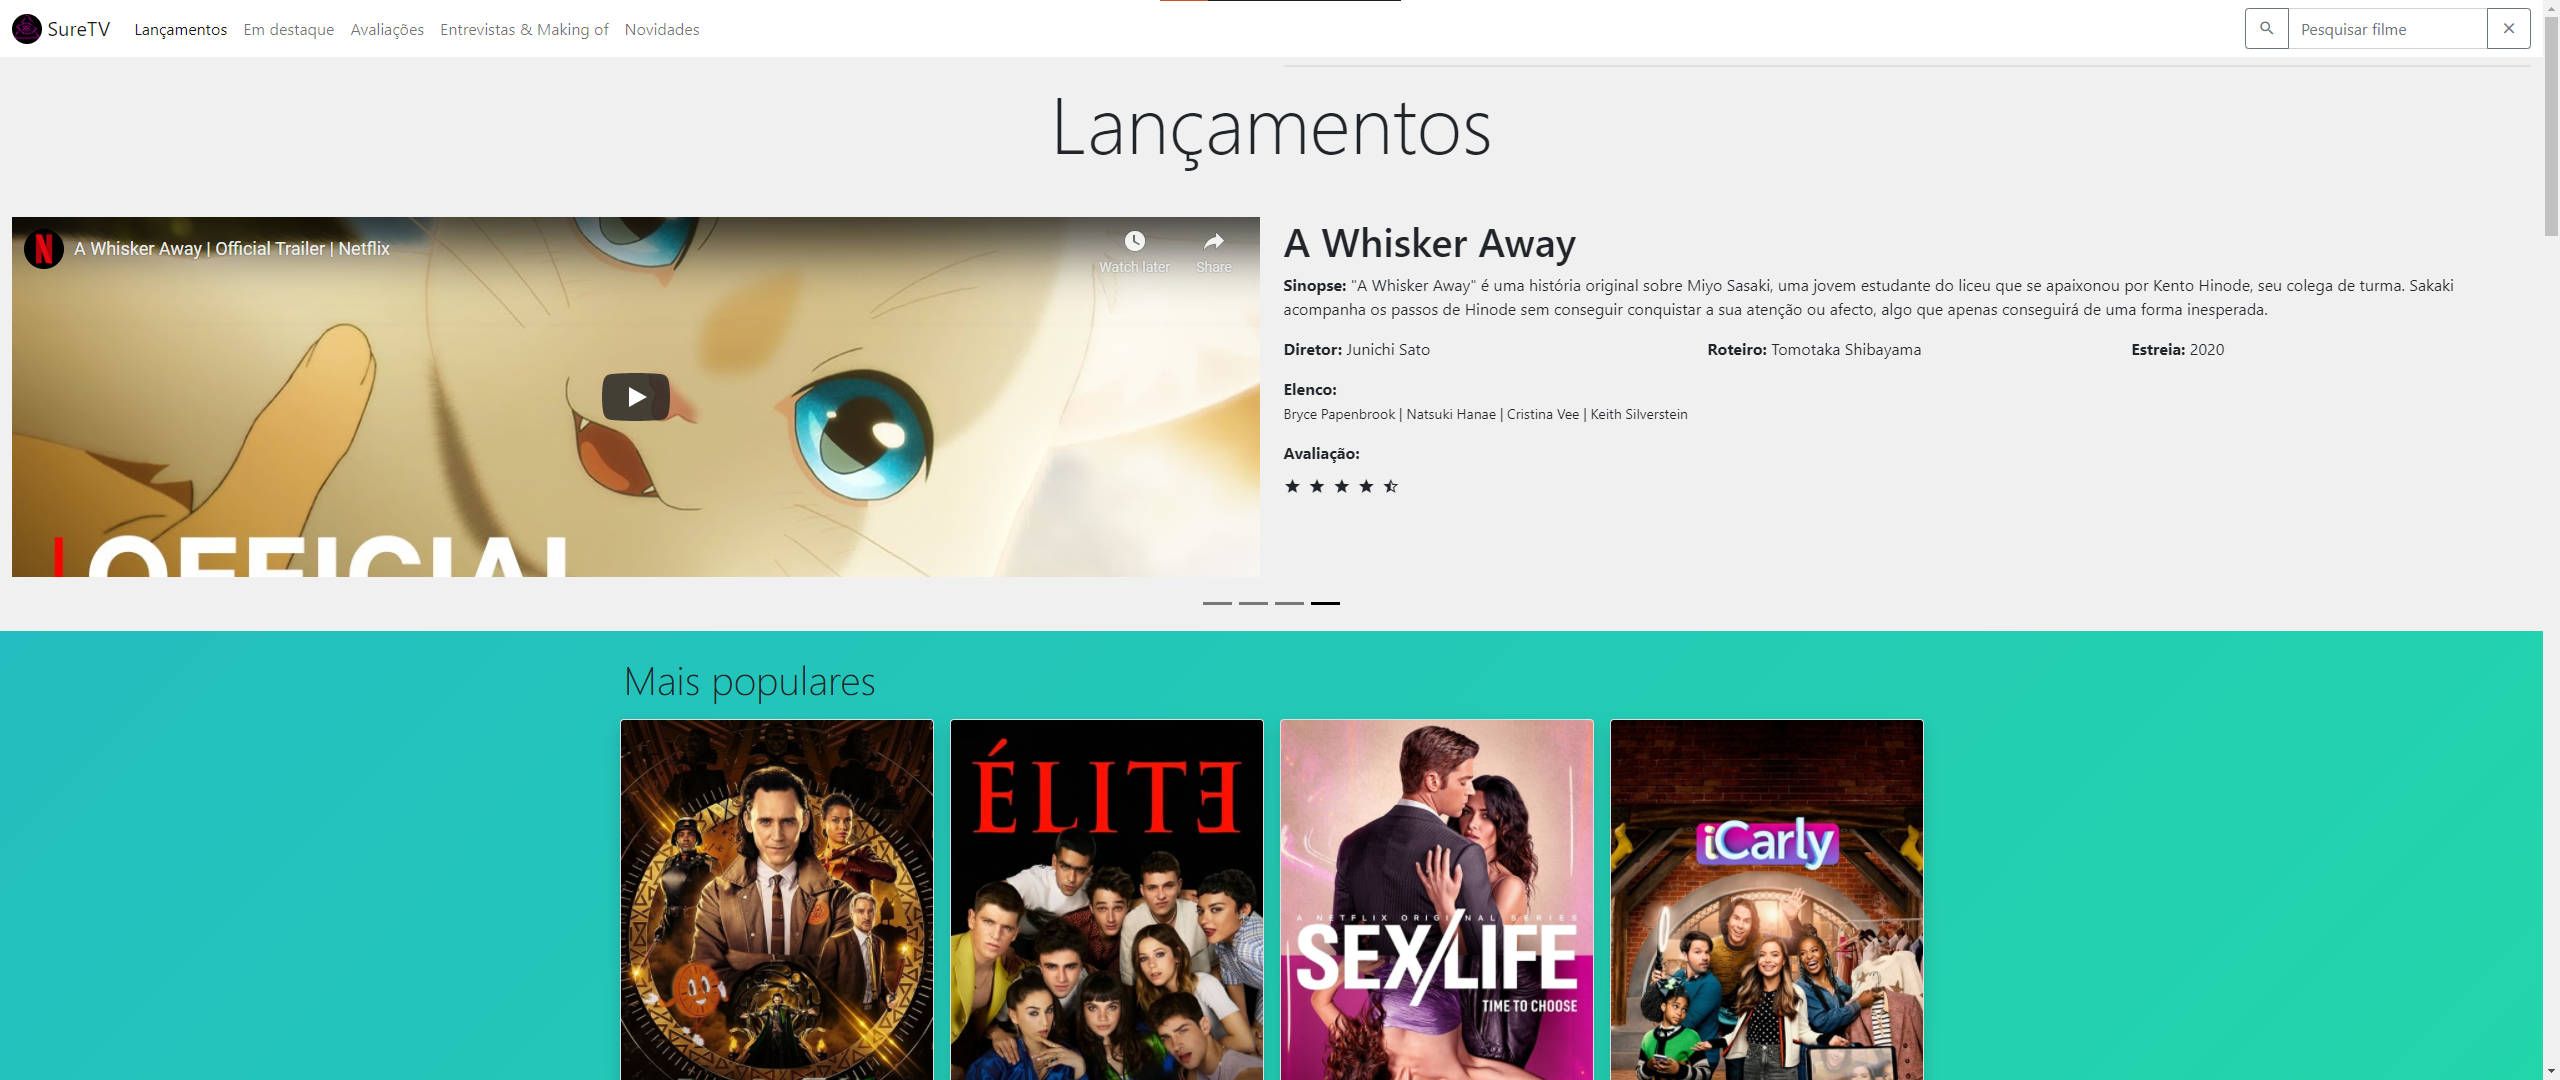 SureTV Lançamentos Em destaque Avaliações Entrevistas & Making of Novidades Pesquisar filme
Lançamentos
A Whisker Away | Official Trailer | Netflix
Watch later Share
OFFICIAL
A Whisker Away
Sinopse: "A Whisker Away" é uma história original sobre Miyo Sasaki, uma jovem estudante do liceu que se apaixonou por Kento Hinode, seu colega de turma. Sakaki
acompanha os passos de Hinode sem conseguir conquistar a sua atenção ou afecto, algo que apenas conseguirá de uma forma inesperada.
Diretor: Junichi Sato Roteiro: Tomotaka Shibayama Estreia: 2020
Elenco:
Bryce Papenbrook | Natsuki Hanae | Cristina Vee | Keith Silverstein
Avaliação:
Mais populares
ÉLITE
A NETFLIX ORIGINAL SERIES
SEX/LIFE
TIME TO CHOOSE
iCarly